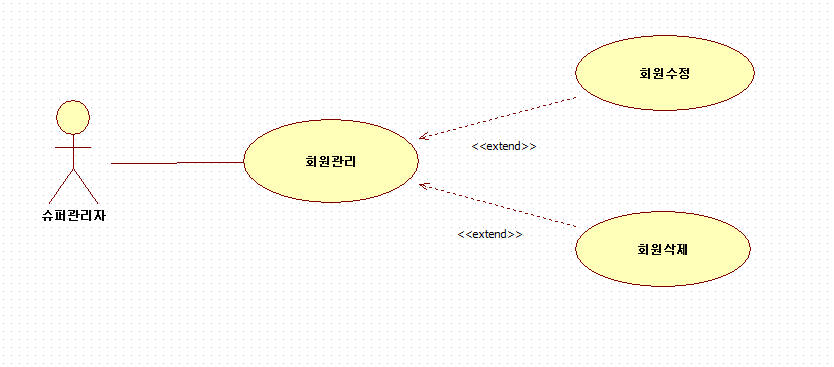 회원수정
<<extend>>
회원관리
슈퍼관리자
<<extend>>
회원삭제